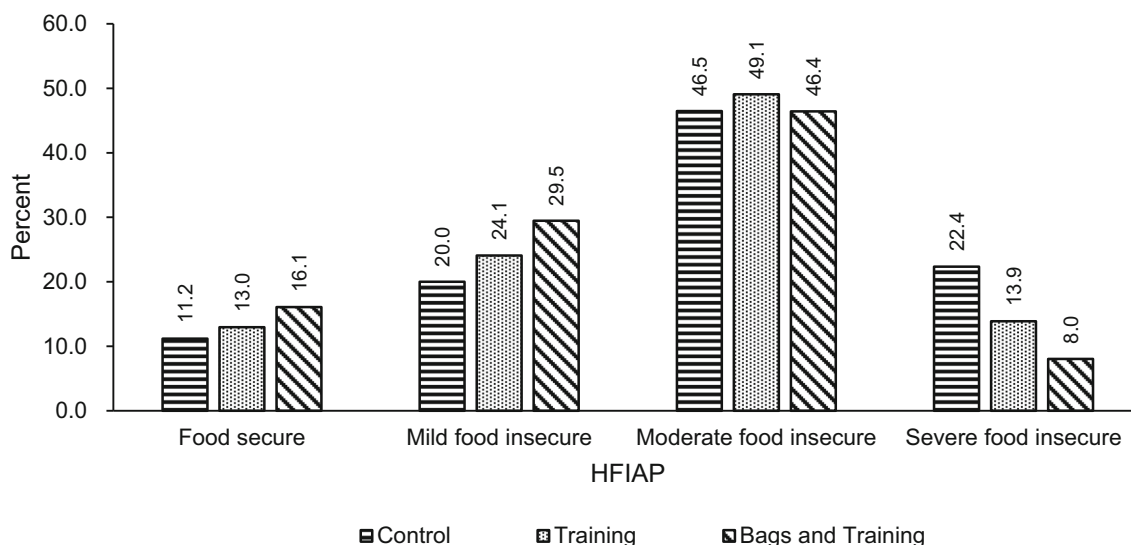 60.0
50.0
40.0
30.0
20.0
10.0
0.0
Percent
11.2
13.0
16.1
20.0
24.1
29.5
46.5
49.1
46.4
22.4
13.9
8.0
Food secure
Mild food insecure
Moderate food insecure
Severe food insecure
HFIAP
Control
Training
Bags and Training